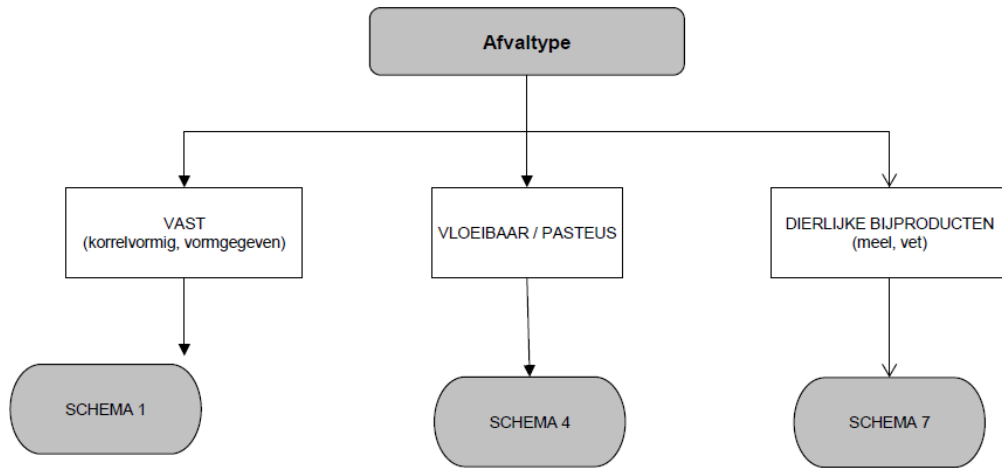 Afvaltype
VAST
(korrelvormig, vormgegeven)
VLOEIBAAR / PASTEUS
DIERLIJKE BIJPRODUCTEN
(meel, vet)
SCHEMA 1
SCHEMA 4
SCHEMA 7